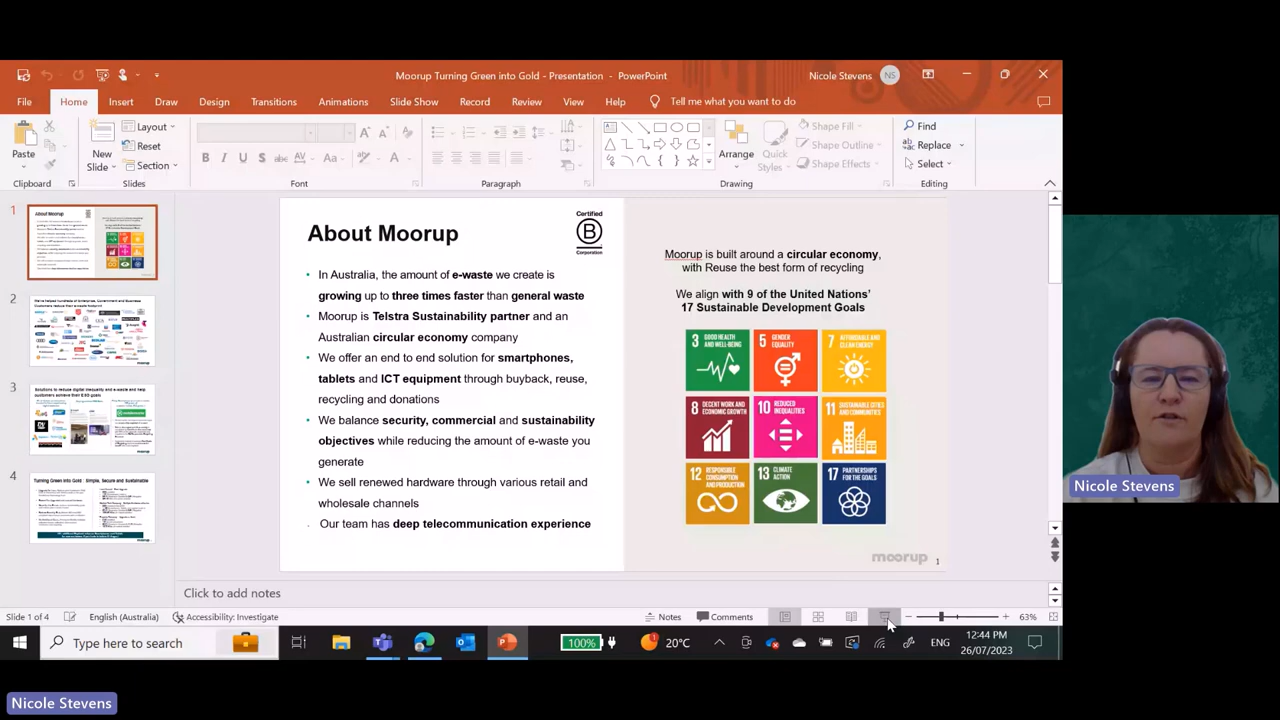 Moorup Turning Green into Gold - Presentation - PowerPoint
Nicole Stevens
NS
File
Home
Insert
Draw
Design
Transitions
Animations
Slide Show
Record
Review
View
Help
Tell me what you want to do
Paste
New
Slide
Layout
Reset
Section
B I U S abc AV Aa A
Arrange
Quick
Styles
Shape Fill
Shape Outline
Shape Effects
Find
Replace
Select
Clipboard
Slides
Font
Paragraph
Drawing
Editing
1
About Moorup
2
3
4
About Moorup
Certified
B
Corporation
In Australia, the amount of e-waste we create is
growing up to three times faster than general waste
Moorup is Telstra Sustainability partner and an
Australian circular economy company
We offer an end to end solution for smartphones,
tablets and ICT equipment through buyback, reuse,
recycling and donations
We balance security, commercial and sustainability
objectives while reducing the amount of e-waste you
generate
We sell renewed hardware through various retail and
wholesale channels
Our team has deep telecommunication experience
Moorup is built around a circular economy,
with Reuse the best form of recycling
We align with 9 of the United Nations'
17 Sustainable Development Goals
3 GOOD HEALTH
AND WELL-BEING
5 GENDER
EQUALITY
7 AFFORDABLE AND
CLEAN ENERGY
8 DECENT WORK AND
ECONOMIC GROWTH
10 REDUCED
INEQUALITIES
11 SUSTAINABLE CITIES
AND COMMUNITIES
12 RESPONSIBLE
CONSUMPTION
AND PRODUCTION
13 CLIMATE
ACTION
17 PARTNERSHIPS
FOR THE GOALS
moorup
1
Nicole Stevens
Click to add notes
Slide 1 of 4
English (Australia)
Accessibility: Investigate
Notes
Comments
63%
Type here to search
100%
20°C
ENG
12:44 PM
26/07/2023
Nicole Stevens